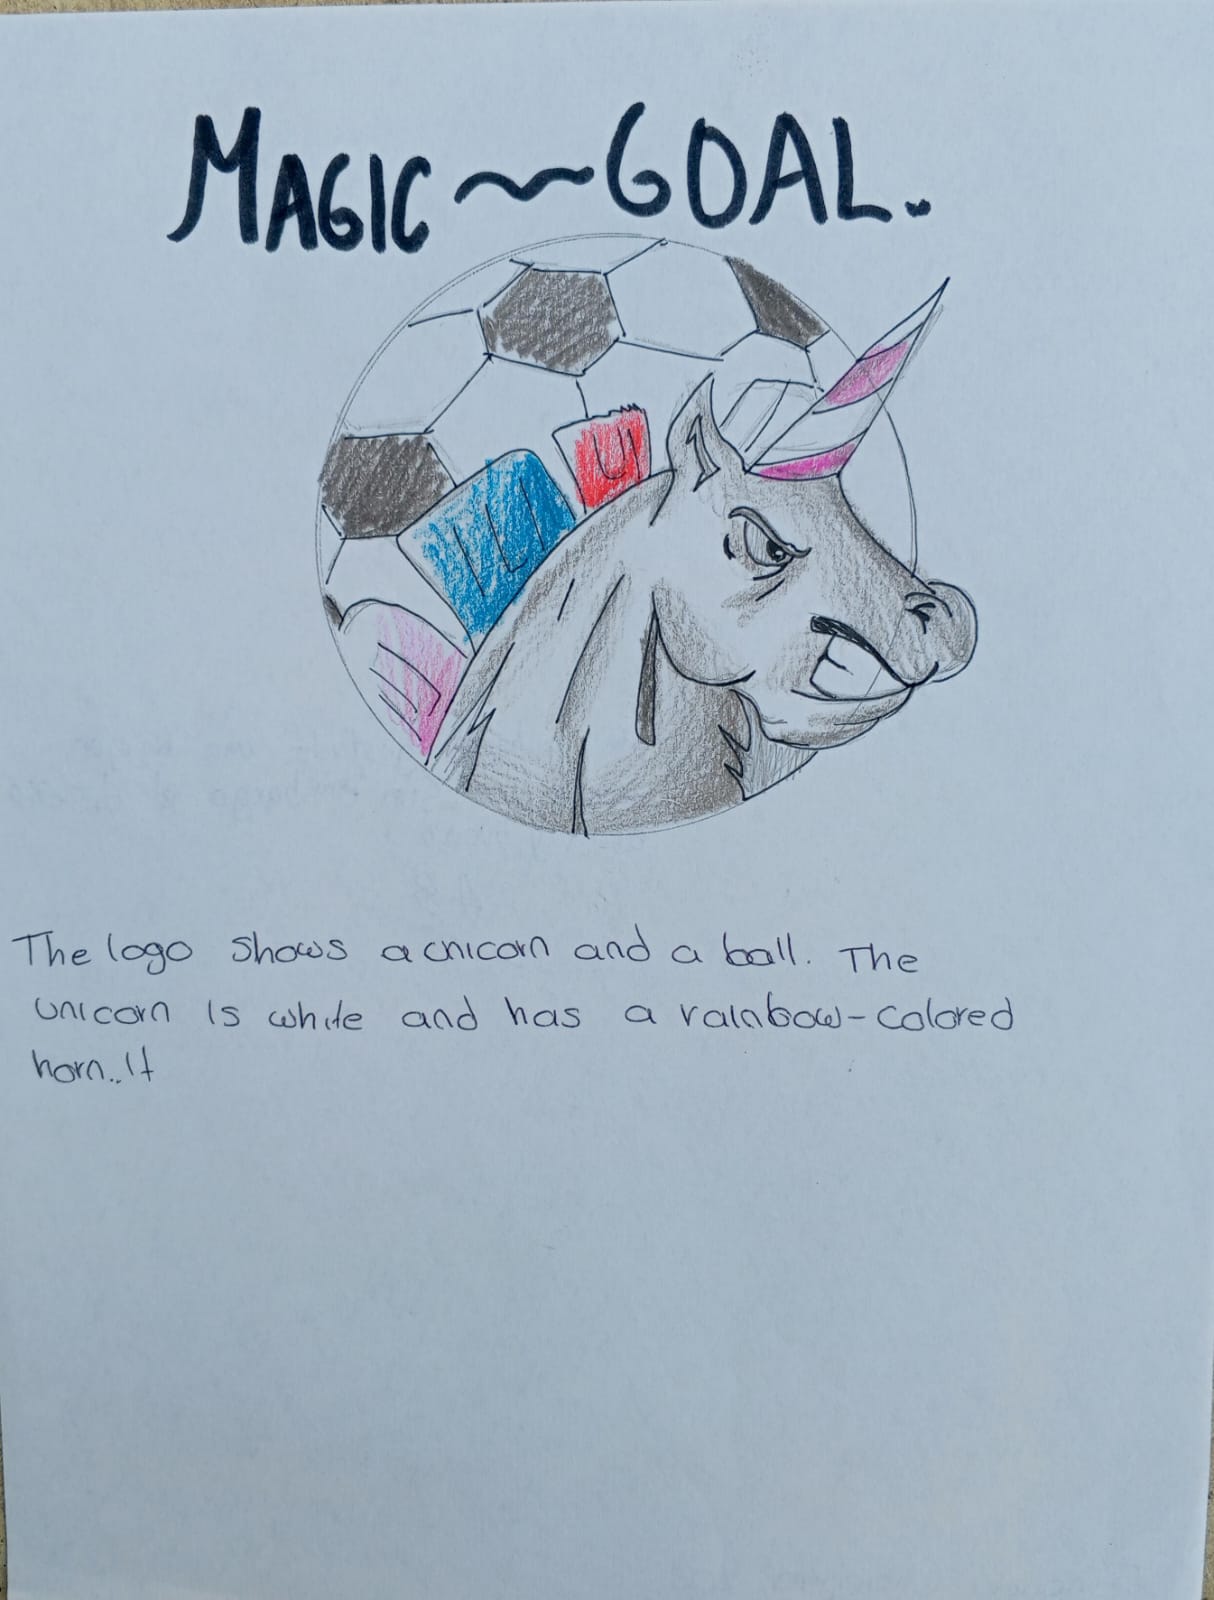 MAGIC ~ GOAL.
The logo shows a cnicorn and a ball. The
unicorn is white and has a rainbow-colored
horn.. It